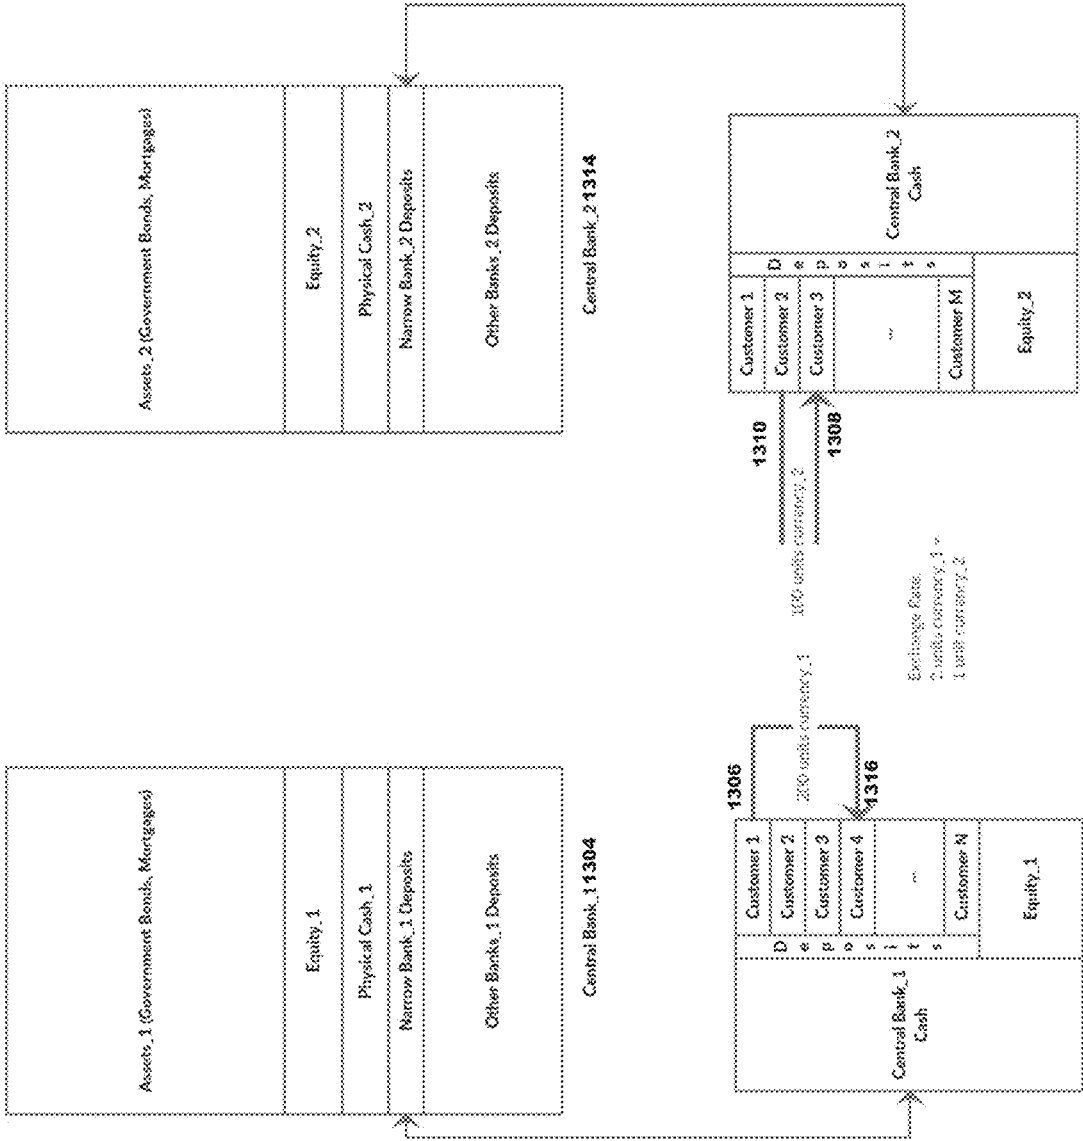 Assets_1 (Government Bonds, Mortgages)
Equity_1
Physical Cash_1
Narrow Bank_1 Deposits
Other Banks_1 Deposits
Central Bank_1 1304
Assets_2 (Government Bonds, Mortgages)
Equity_2
Physical Cash_2
Narrow Bank_2 Deposits
Other Banks_2 Deposits
Central Bank_2 1314
Central Bank_1
Cash
Deposits
Customer 1
Customer 2
Customer 3
Customer 4
...
Customer N
Equity_1
1306
200 units currency_1
1316
Exchange Rate
2 units currency_1 =
1 unit currency_2
1310
100 units currency_2
1308
Customer 1
Customer 2
Customer 3
...
Customer M
Deposits
Equity_2
Central Bank_2
Cash